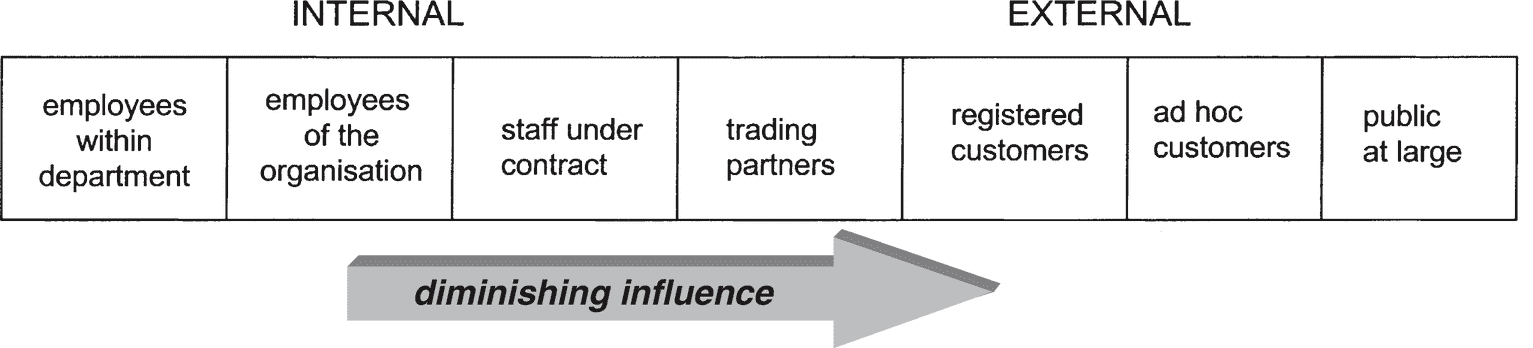 INTERNAL
EXTERNAL
employees
within
department
employees
of the
organisation
staff under
contract
trading
partners
registered
customers
ad hoc
customers
public
at large
diminishing influence